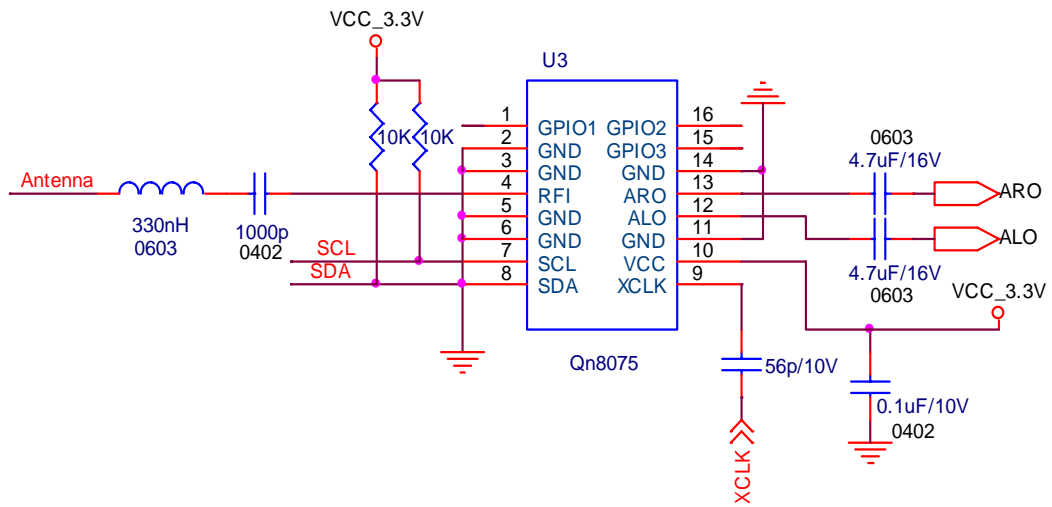 VCC_3.3V
U3
10K
10K
1
2
3
4
5
6
7
8
GPIO1
GND
GND
RFI
GND
GND
SCL
SDA
GPIO2
GPIO3
GND
ARO
ALO
GND
VCC
XCLK
16
15
14
13
12
11
10
9
Antenna
330nH
0603
1000p
0402
SCL
SDA
0603
4.7uF/16V
ARO
ALO
4.7uF/16V
0603
VCC_3.3V
Qn8075
56p/10V
0.1uF/10V
0402
XCLK